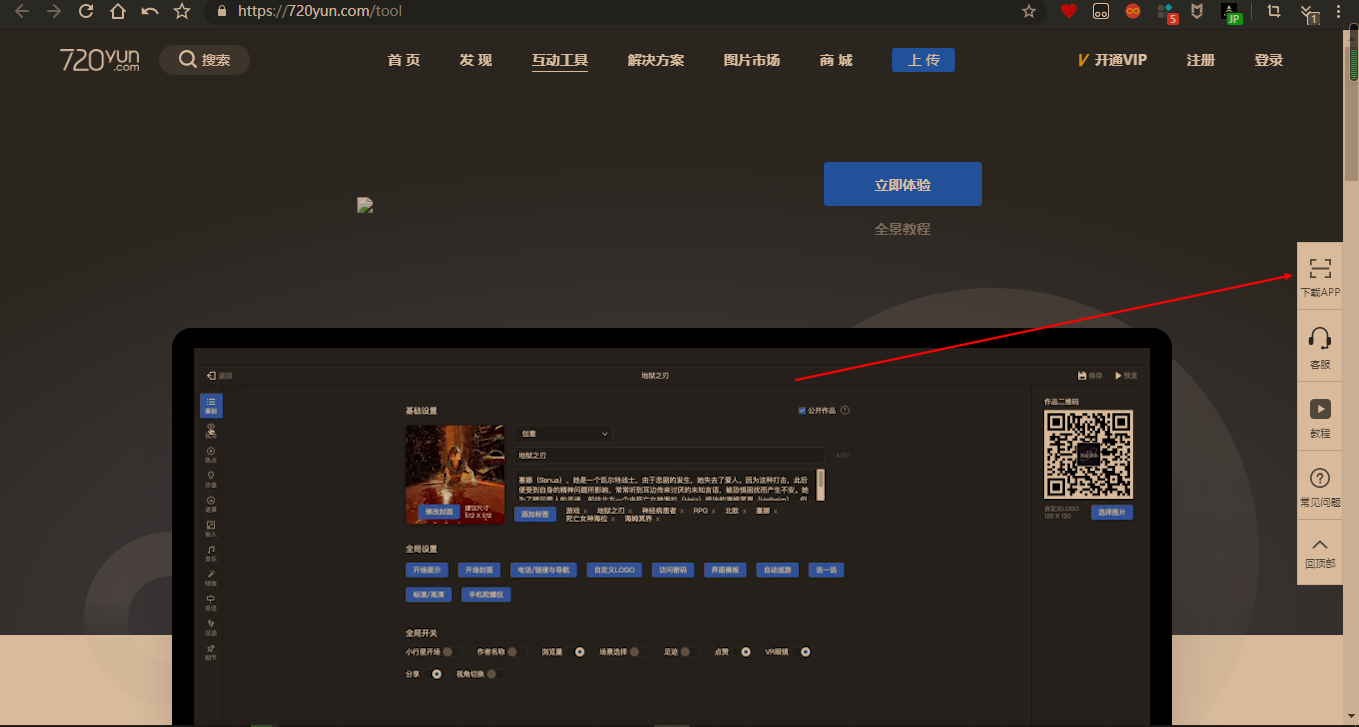 https://720yun.com/tool
5
JP
1
720yun.com
搜索
首 页
发 现
互动工具
解决方案
图片市场
商 城
上 传
V 开通VIP
注册
登录
立即体验
全景教程
下载APP
客服
教程
常见问题
回顶部
返回
地狱之刃
保存
预览
基础
热点
沙盘
遮罩
嵌入
音乐
特效
导览
足迹
细节
基础设置
公开作品
创意
地狱之刃
4/50
塞娜（Senua），她是一个凯尔特战士，由于悲剧的发生，她失去了爱人。因为这种打击，此后
便受到自身的精神问题所影响，常常听到耳边传来讨厌的未知言语，被恐惧困扰而产生不安。她
修改封面
建议尺寸
512 X 512
添加标签
游戏 x
地狱之刃 x
神经病患者 x
RPG x
北欧 x
塞娜 x
死亡女神海拉 x
海姆冥界 x
全局设置
开场提示
开场封面
电话/链接与导航
自定义LOGO
访问密码
界面模板
自动巡游
说一说
标清/高清
手机陀螺仪
全局开关
小行星开场
作者名称
浏览量
场景选择
足迹
点赞
VR眼镜
分享
视角切换
作品二维码
自定义LOGO
120 X 120
选择图片